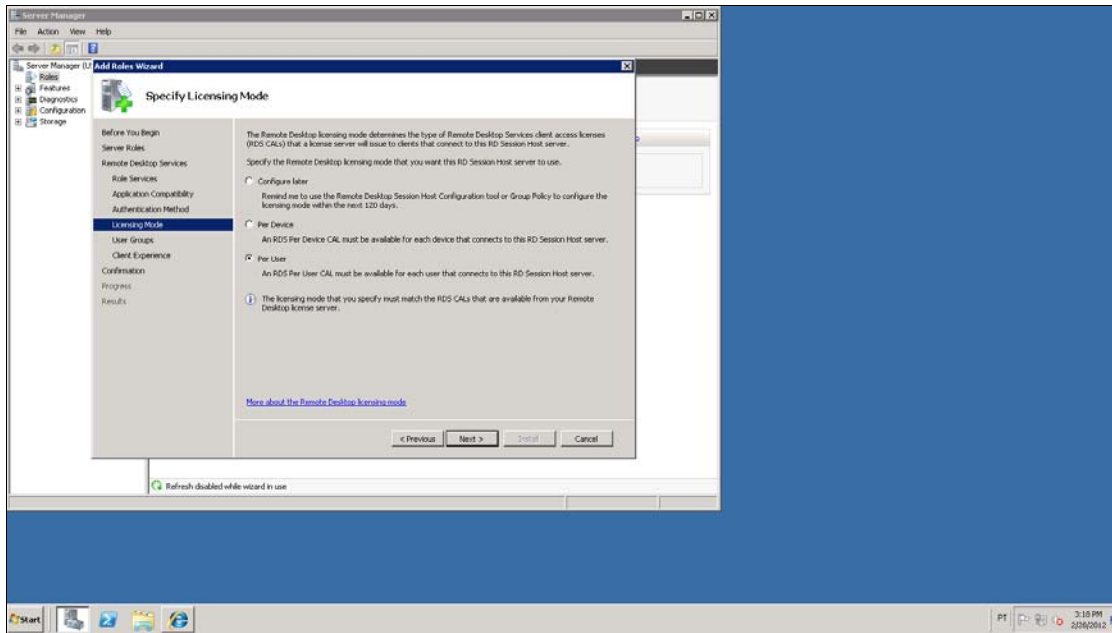 Server Manager
File Action View Help
Server Manager (U
Roles
Features
Diagnostics
Configuration
Storage
Add Roles Wizard
Specify Licensing Mode
Before You Begin
Server Roles
Remote Desktop Services
Role Services
Application Compatibility
Authentication Method
Licensing Mode
User Groups
Client Experience
Confirmation
Progress
Results
The Remote Desktop licensing mode determines the type of Remote Desktop Services client access licenses
(RDS CALs) that a license server will issue to clients that connect to this RD Session Host server.
Specify the Remote Desktop licensing mode that you want this RD Session Host server to use.
Configure later
Remind me to use the Remote Desktop Session Host Configuration tool or Group Policy to configure the
licensing mode within the next 120 days.
Per Device
An RDS Per Device CAL must be available for each device that connects to this RD Session Host server.
Per User
An RDS Per User CAL must be available for each user that connects to this RD Session Host server.
The licensing mode that you specify must match the RDS CALs that are available from your Remote
Desktop license server.
More about the Remote Desktop licensing mode
< Previous Next > Install Cancel
Refresh disabled while wizard in use
Start
PT
3:18 PM
2/28/2012